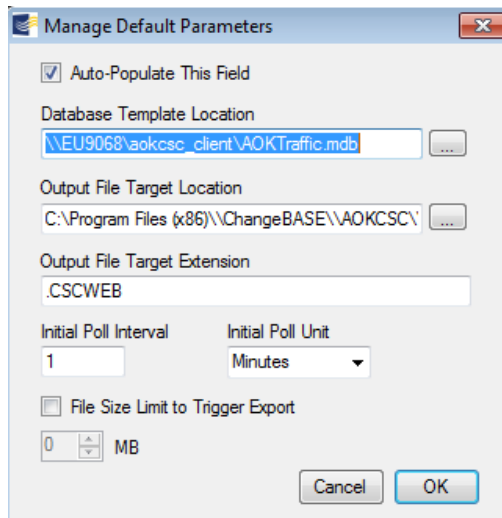 Manage Default Parameters
Auto-Populate This Field
Database Template Location
\\EU9068\aokcsc_client\AOKTraffic.mdb
...
Output File Target Location
C:\Program Files (x86)\\ChangeBASE\\AOKCSC\
...
Output File Target Extension
.CSCWEB
Initial Poll Interval Initial Poll Unit
1 Minutes
File Size Limit to Trigger Export
0 MB
Cancel OK